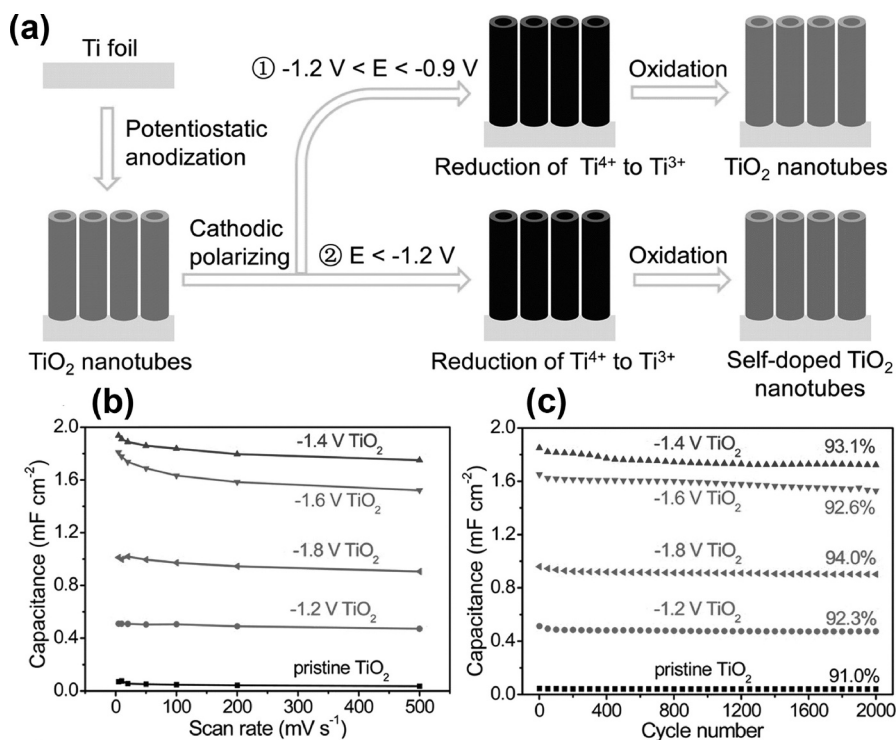 (a)
Ti foil
① -1.2 V < E < -0.9 V
Oxidation
Potentiostatic
anodization
Reduction of Ti⁴⁺ to Ti³⁺
TiO₂ nanotubes
Cathodic
polarizing
② E < -1.2 V
Oxidation
TiO₂ nanotubes
Reduction of Ti⁴⁺ to Ti³⁺
Self-doped TiO₂
nanotubes
(b)
Capacitance (mF cm⁻²)
2.0
1.6
1.2
0.8
0.4
0.0
-1.4 V TiO₂
-1.6 V TiO₂
-1.8 V TiO₂
-1.2 V TiO₂
pristine TiO₂
0 100 200 300 400 500
Scan rate (mV s⁻¹)
(c)
Capacitance (mF cm⁻²)
2.0
1.6
1.2
0.8
0.4
0.0
-1.4 V TiO₂ 93.1%
-1.6 V TiO₂ 92.6%
-1.8 V TiO₂ 94.0%
-1.2 V TiO₂ 92.3%
pristine TiO₂ 91.0%
0 400 800 1200 1600 2000
Cycle number